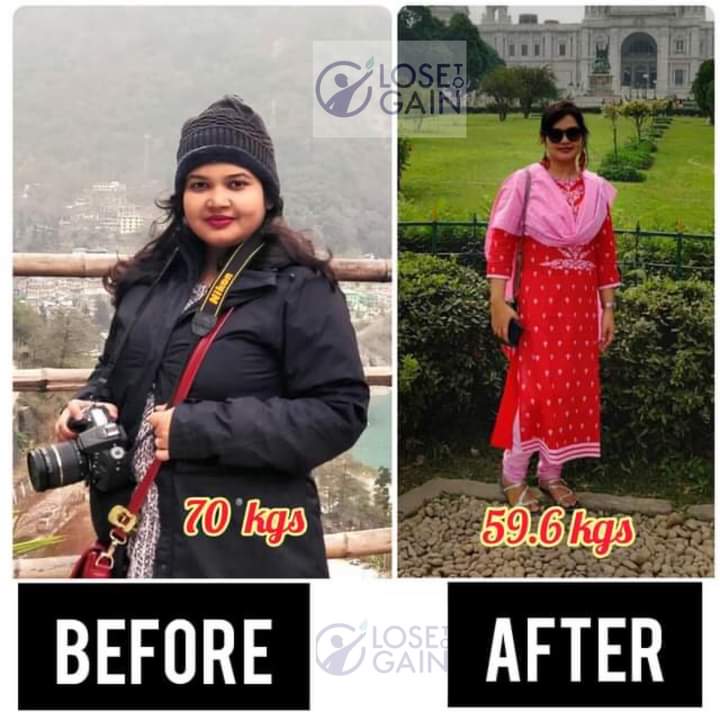 LOSE TO
GAIN
Nikon
70 kgs
59.6 kgs
BEFORE
AFTER
LOSE TO
GAIN